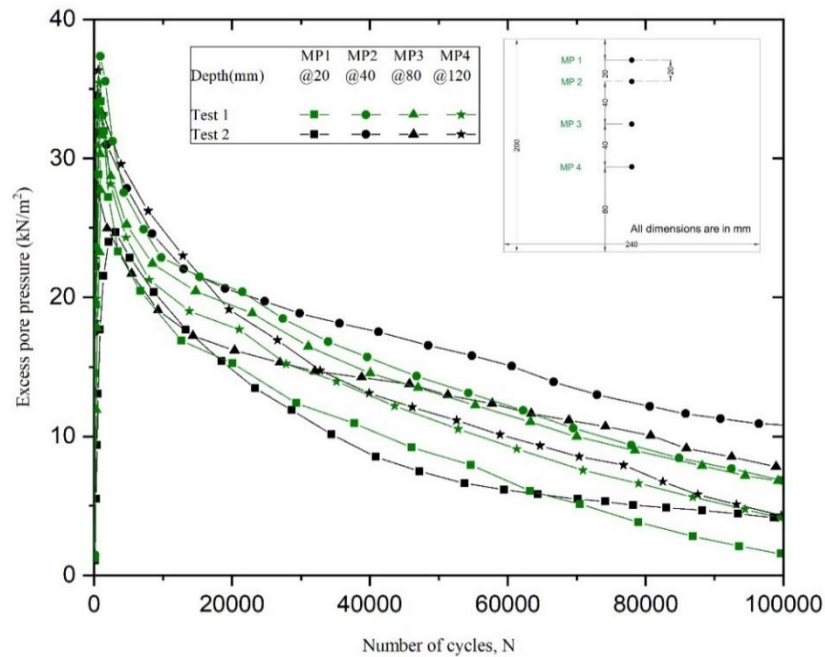 40
30
20
10
0
Excess pore pressure (kN/m²)
MP1 MP2 MP3 MP4
Depth(mm) @20 @40 @80 @120
Test 1
Test 2
MP 1
MP 2
MP 3
MP 4
20
20
40
40
80
200
240
All dimensions are in mm
0 20000 40000 60000 80000 100000
Number of cycles, N